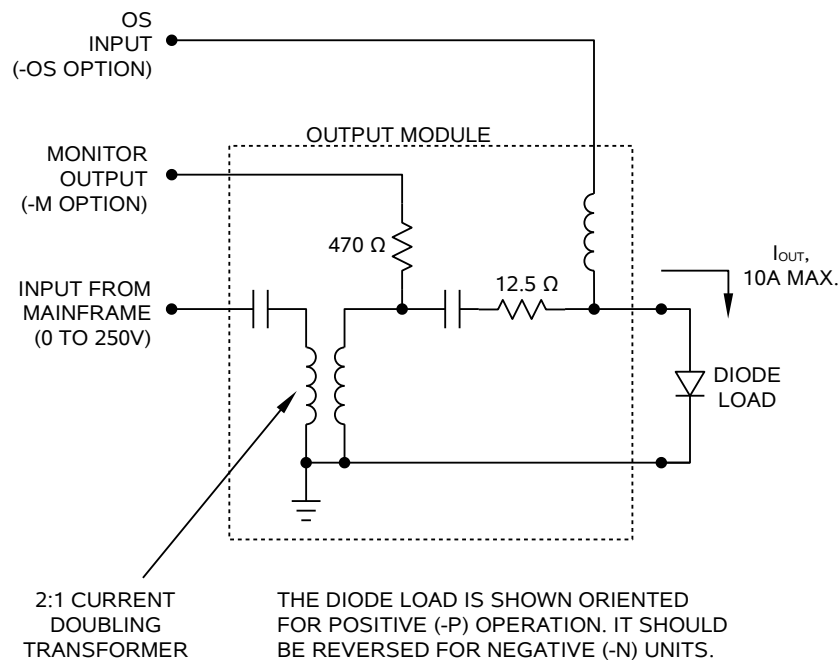 OS
INPUT
(-OS OPTION)
OUTPUT MODULE
MONITOR
OUTPUT
(-M OPTION)
470 Ω
12.5 Ω
IOUT,
10A MAX.
INPUT FROM
MAINFRAME
(0 TO 250V)
DIODE
LOAD
2:1 CURRENT
DOUBLING
TRANSFORMER
THE DIODE LOAD IS SHOWN ORIENTED
FOR POSITIVE (-P) OPERATION. IT SHOULD
BE REVERSED FOR NEGATIVE (-N) UNITS.